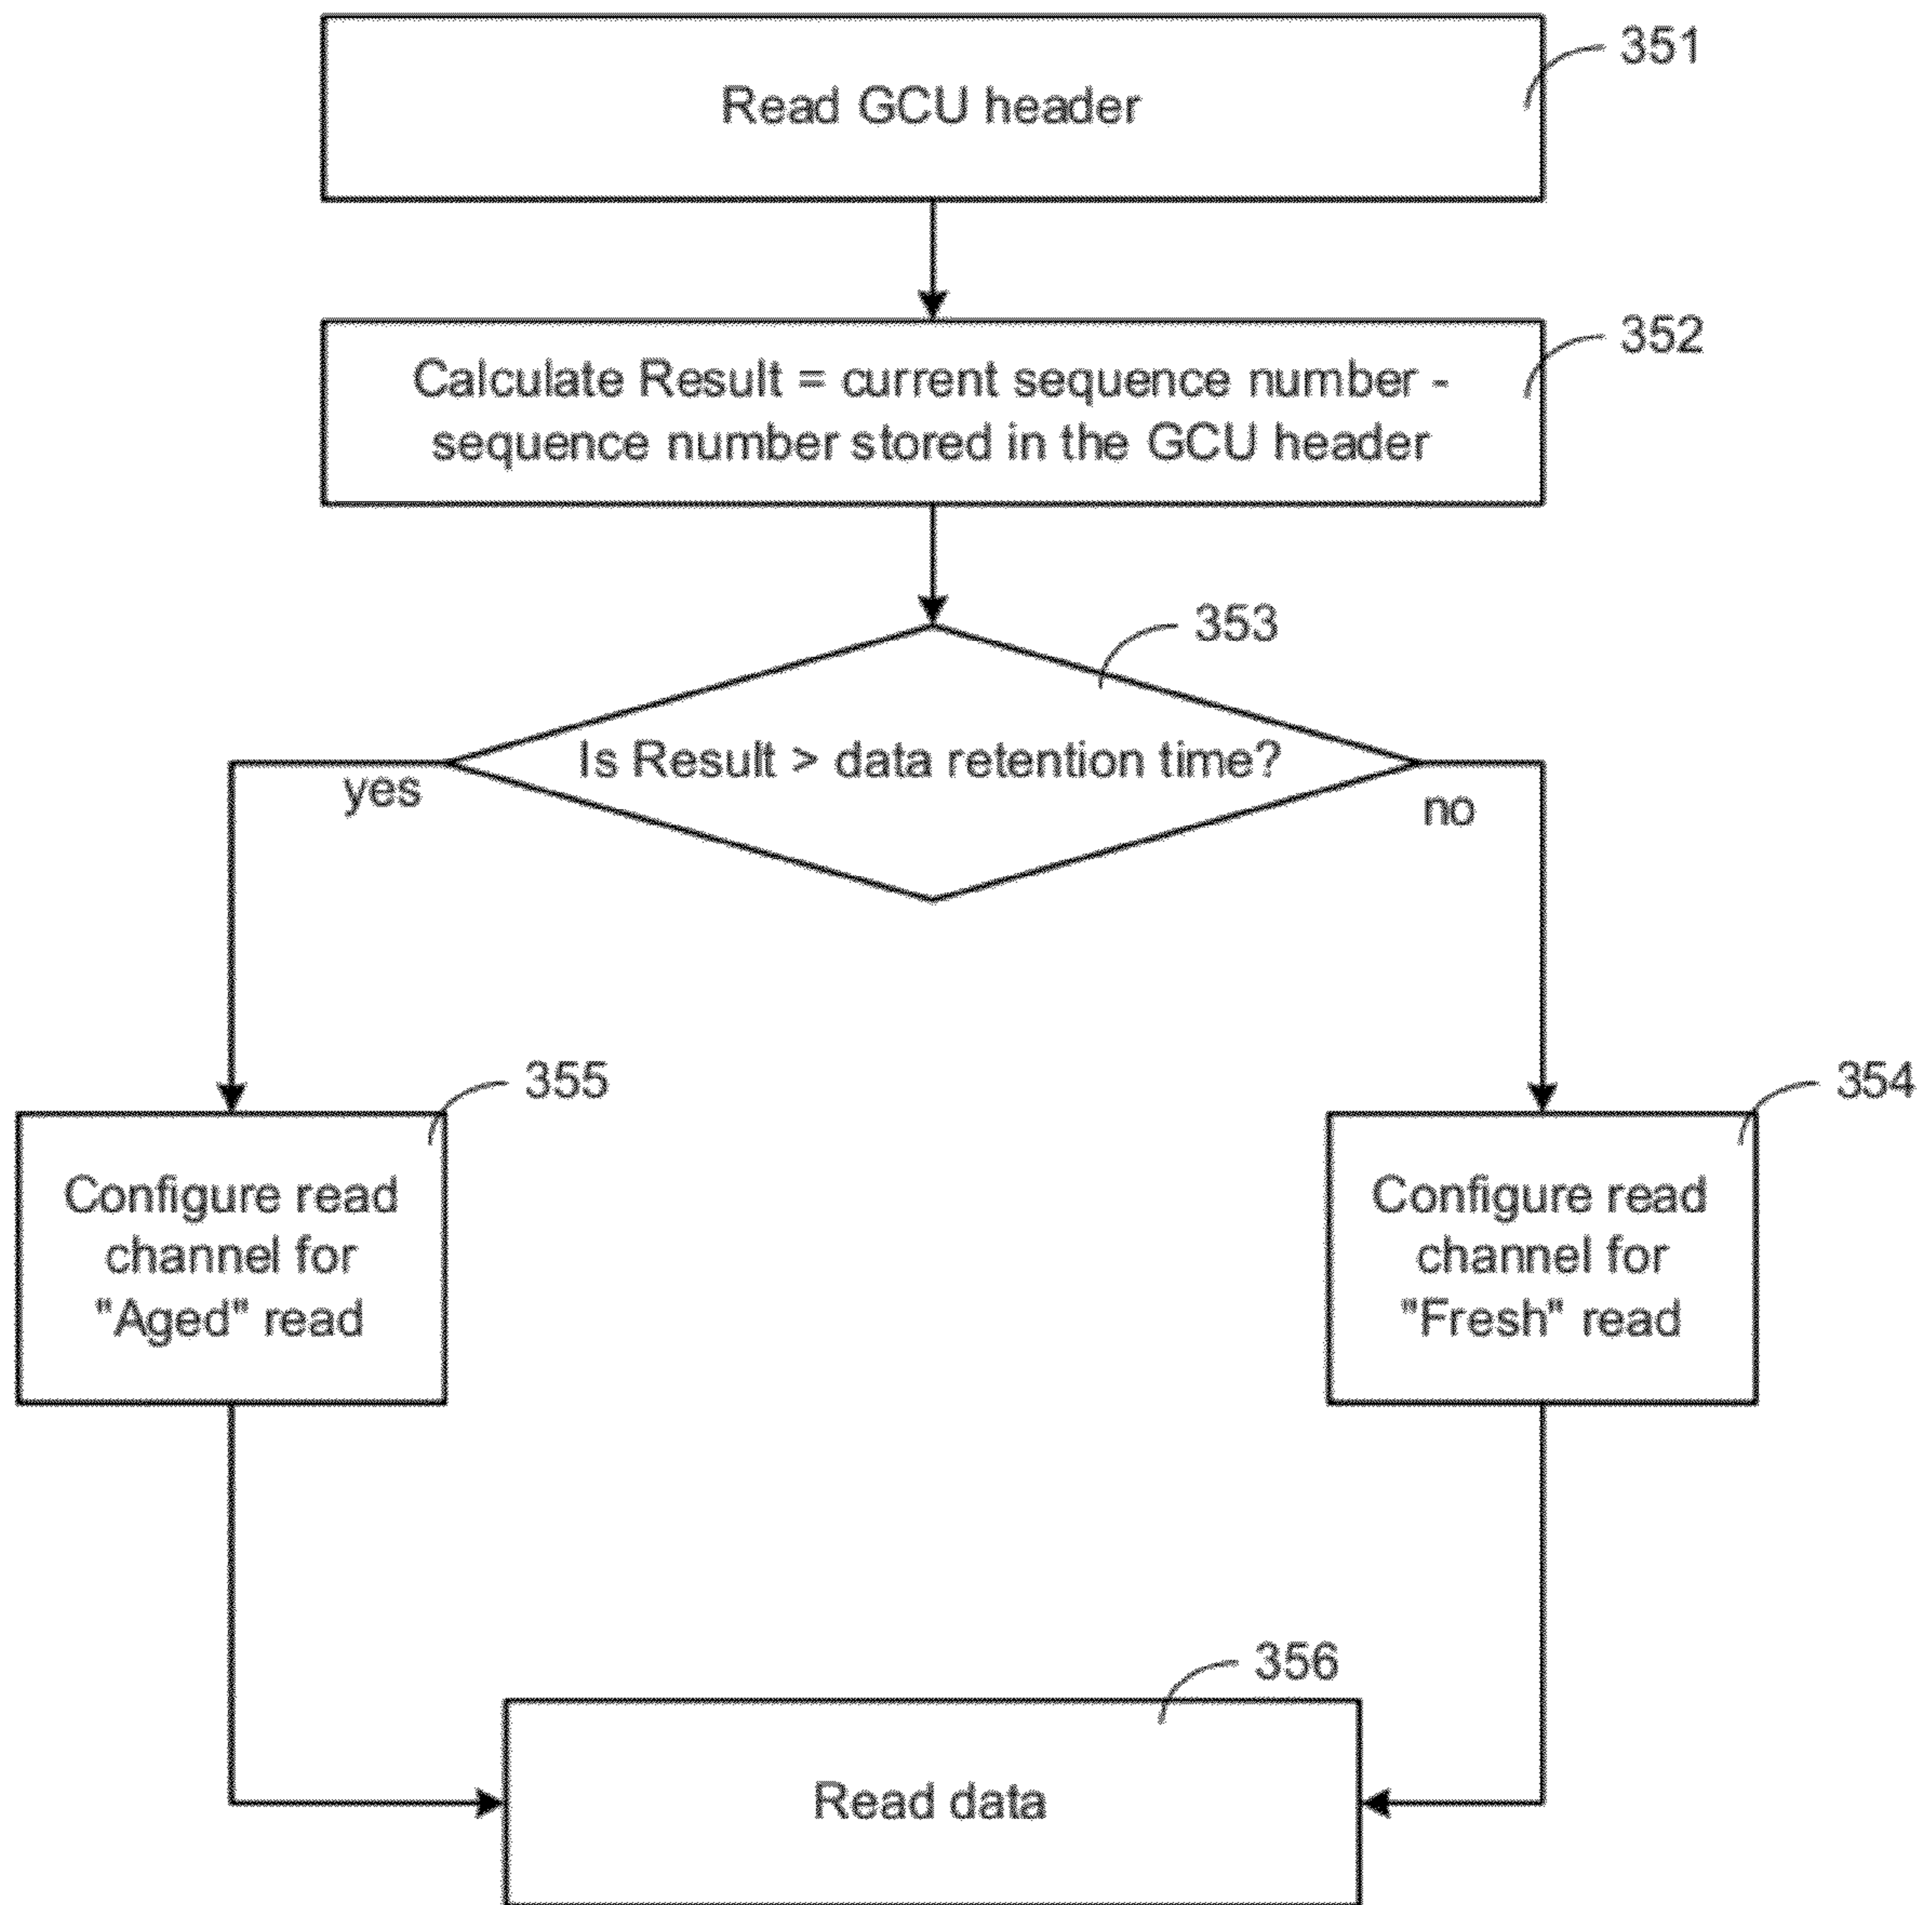 351
Read GCU header
352
Calculate Result = current sequence number -
sequence number stored in the GCU header
353
Is Result > data retention time?
yes
no
355
354
Configure read
channel for
"Aged" read
Configure read
channel for
"Fresh" read
356
Read data